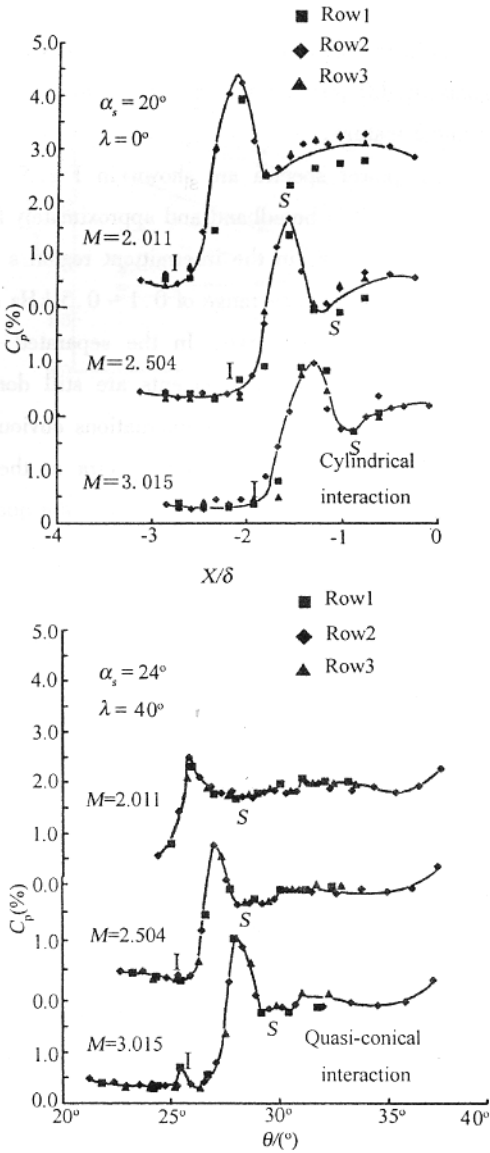 Row1
Row2
Row3
5.0
4.0
3.0
2.0
1.0
0.0
1.0
0.0
1.0
0
Cp(%)
αs = 20°
λ = 0°
M=2.011
M=2.504
M=3.015
I
S
I
S
I
S
Cylindrical
interaction
-4
-3
-2
-1
0
X/δ
Row1
Row2
Row3
5.0
4.0
3.0
2.0
1.0
0.0
1.0
0.0
1.0
0.0
Cp(%)
αs = 24°
λ = 40°
M=2.011
M=2.504
M=3.015
S
I
S
I
S
Quasi-conical
interaction
20°
25°
30°
35°
40°
θ/(°)